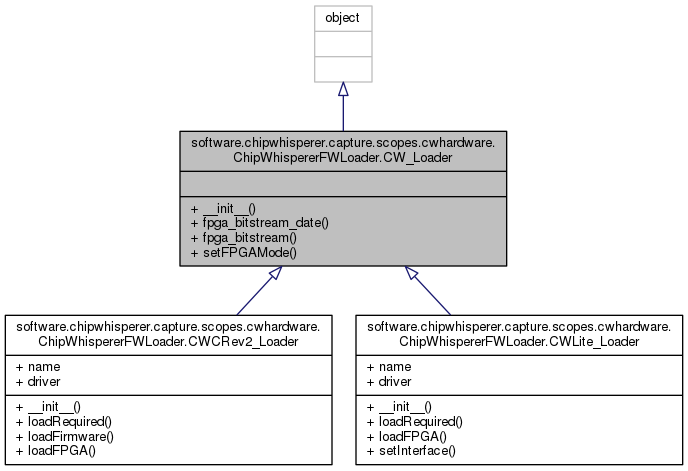 object
software.chipwhisperer.capture.scopes.cwhardware.
ChipWhispererFWLoader.CW_Loader
+ __init__()
+ fpga_bitstream_date()
+ fpga_bitstream()
+ setFPGAMode()
software.chipwhisperer.capture.scopes.cwhardware.
ChipWhispererFWLoader.CWCRev2_Loader
+ name
+ driver
+ __init__()
+ loadRequired()
+ loadFirmware()
+ loadFPGA()
software.chipwhisperer.capture.scopes.cwhardware.
ChipWhispererFWLoader.CWLite_Loader
+ name
+ driver
+ __init__()
+ loadRequired()
+ loadFPGA()
+ setInterface()